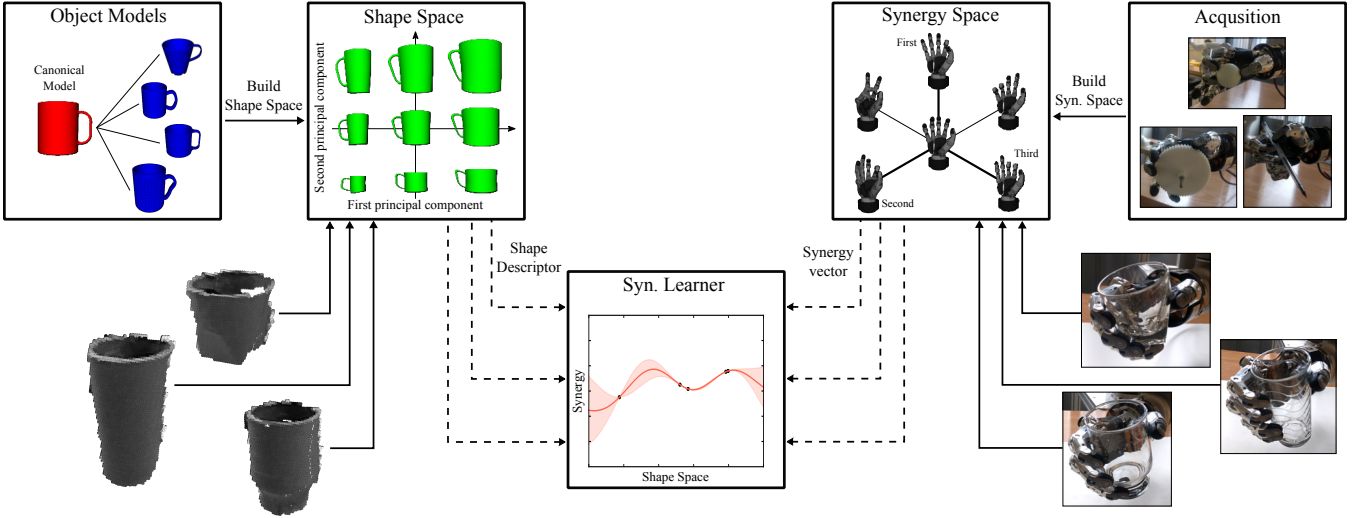 Object Models
Canonical
Model
Build
Shape Space
Shape Space
Second principal component
First principal component
Synergy Space
First
Third
Second
Build
Syn. Space
Acqusition
Shape
Descriptor
Synergy
vector
Syn. Learner
Synergy
Shape Space